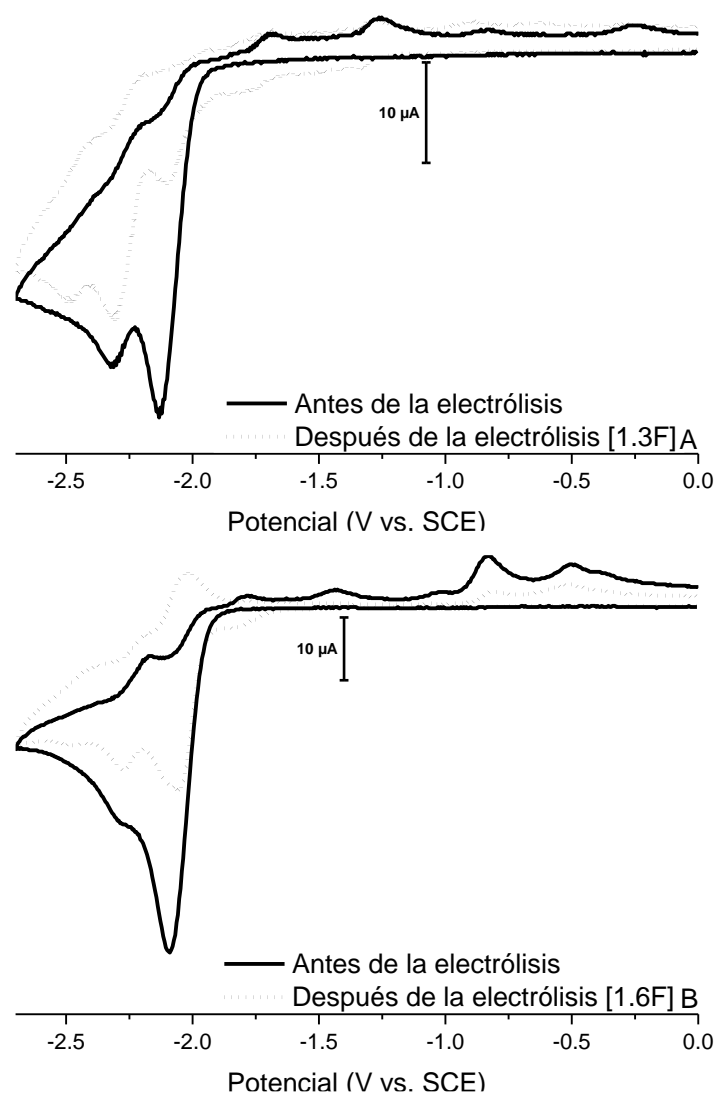 10 µA
Antes de la electrólisis
Después de la electrólisis [1.3F] A
-2.5 -2.0 -1.5 -1.0 -0.5 0.0
Potencial (V vs. SCE)
10 µA
Antes de la electrólisis
Después de la electrólisis [1.6F] B
-2.5 -2.0 -1.5 -1.0 -0.5 0.0
Potencial (V vs. SCE)